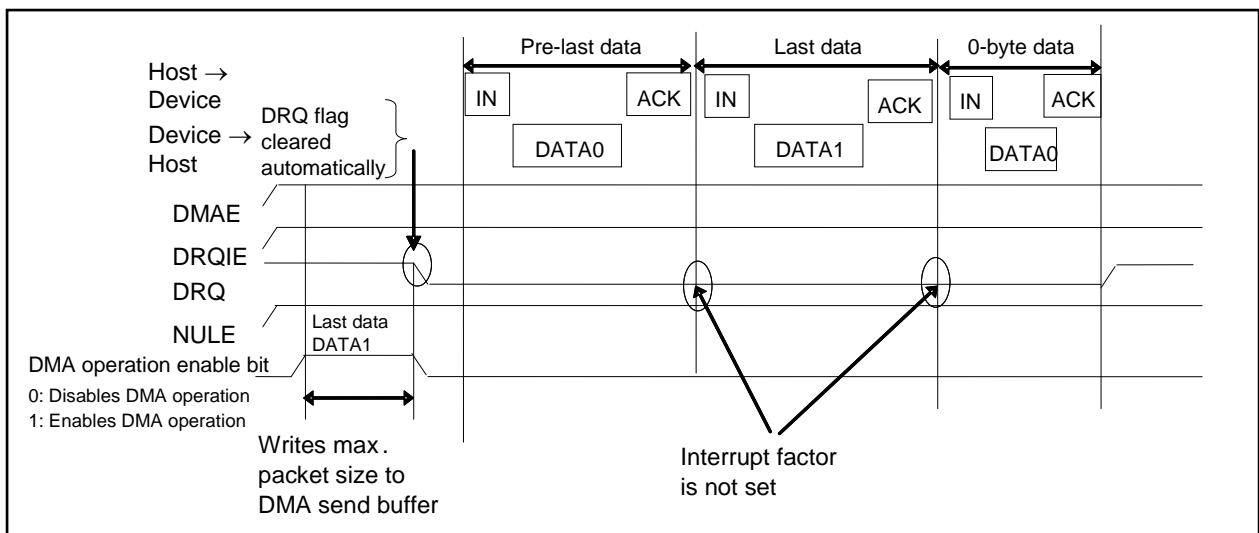 Pre-last data
Last data
0-byte data
Host →
Device
IN
ACK
IN
ACK
IN
ACK
Device →
Host
DRQ flag
cleared
automatically
DATA0
DATA1
DATA0
DMAE
DRQIE
DRQ
NULE
Last data
DATA1
DMA operation enable bit
0: Disables DMA operation
1: Enables DMA operation
Writes max.
packet size to
DMA send buffer
Interrupt factor
is not set